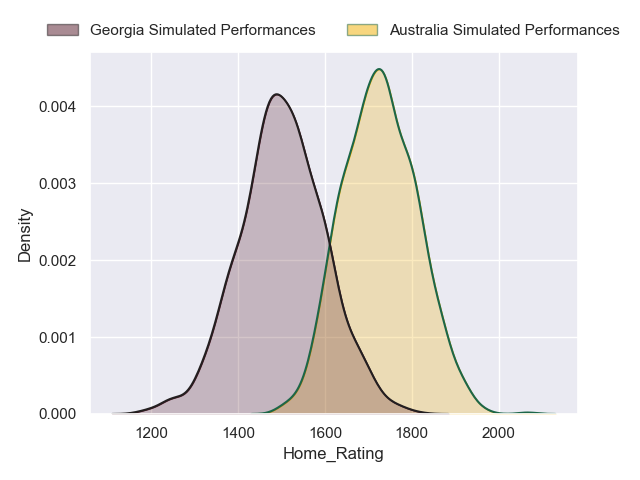 Georgia Simulated Performances Australia Simulated Performances
0.004
0.003
0.002
0.001
0.000
Density
1200 1400 1600 1800 2000
Home_Rating